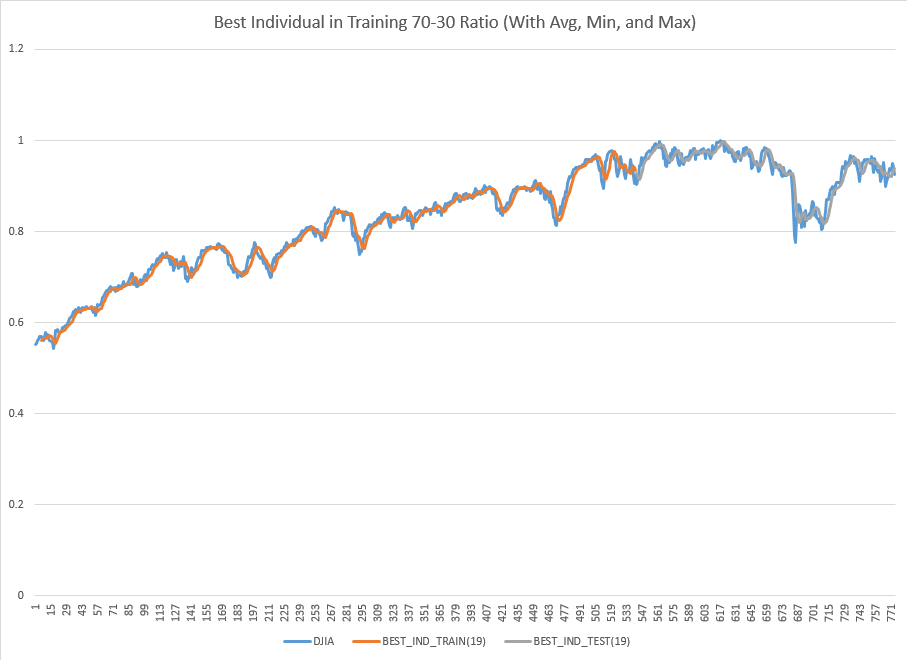 Best Individual in Training 70-30 Ratio (With Avg, Min, and Max)
1.2
1
0.8
0.6
0.4
0.2
0
1 15 29 43 57 71 85 99 113 127 141 155 169 183 197 211 225 239 253 267 281 295 309 323 337 351 365 379 393 407 421 435 449 463 477 491 505 519 533 547 561 575 589 603 617 631 645 659 673 687 701 715 729 743 757 771
DJIA BEST_IND_TRAIN(19) BEST_IND_TEST(19)